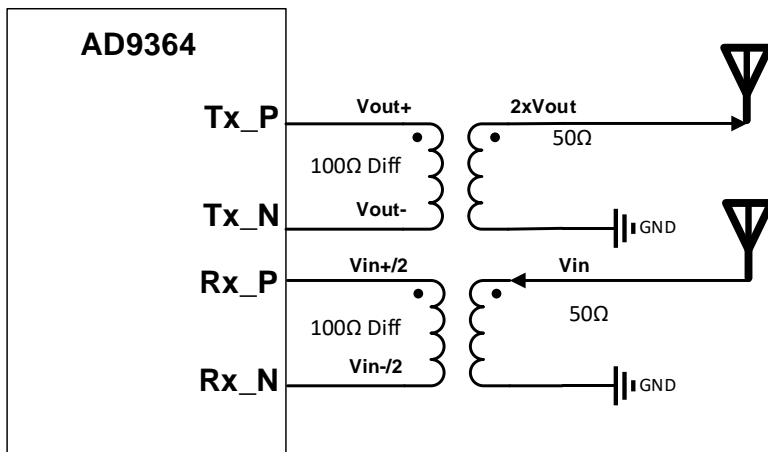 AD9364
Tx_P
Vout+
2xVout
50Ω
100Ω Diff
Tx_N
Vout-
GND
Rx_P
Vin+/2
Vin
50Ω
100Ω Diff
Rx_N
Vin-/2
GND